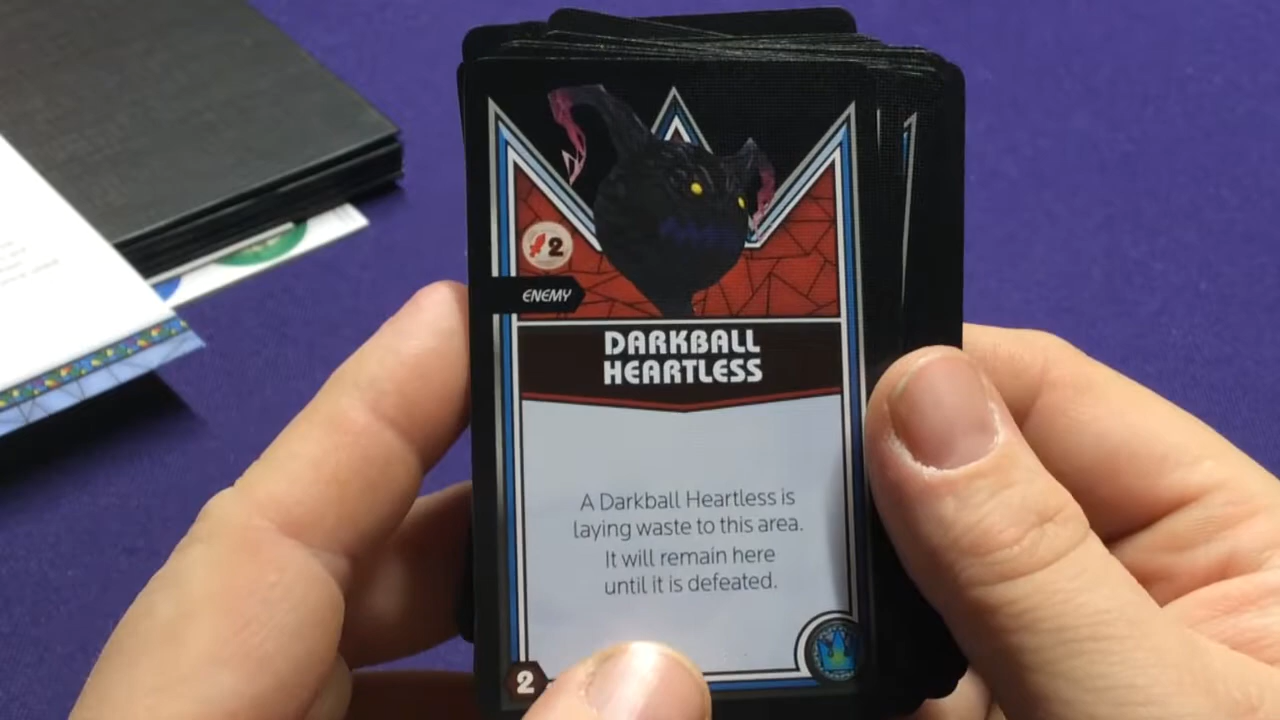 2
ENEMY
DARKBALL
HEARTLESS
A Darkball Heartless is
laying waste to this area.
It will remain here
until it is defeated.
2